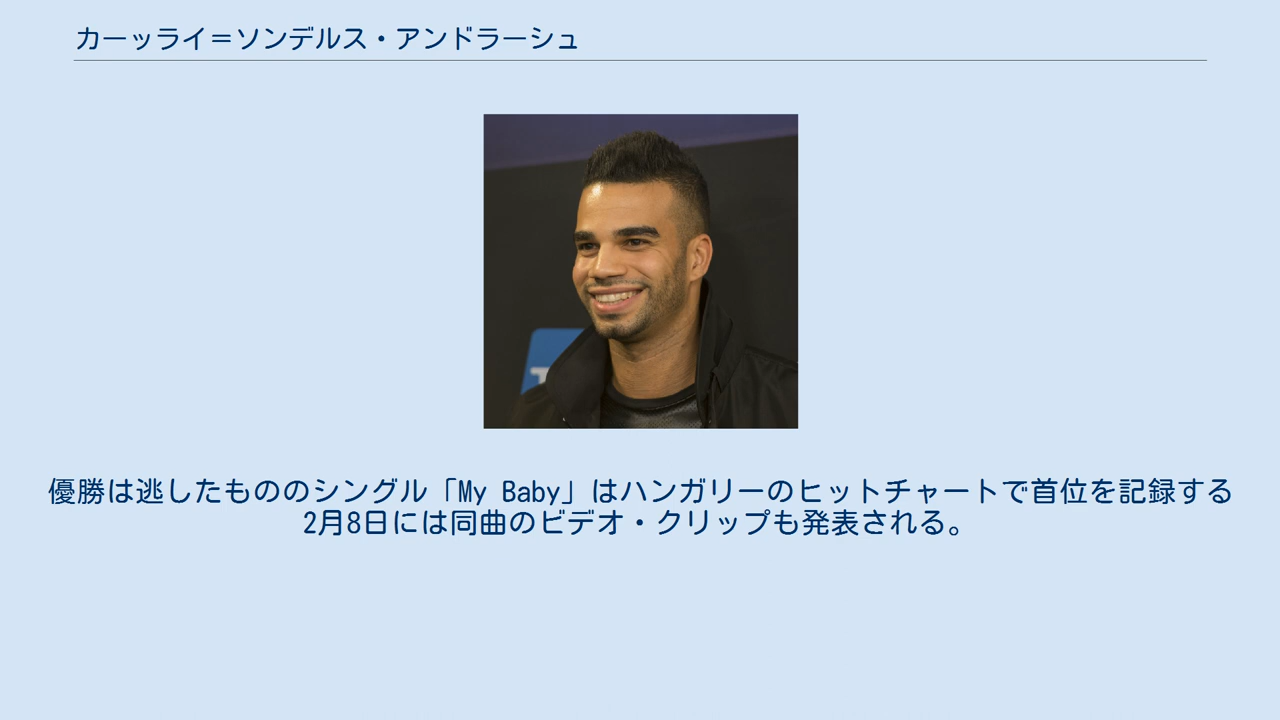 カーッライ＝ソンデルス・アンドラーシュ
優勝は逃したもののシングル「My Baby」はハンガリーのヒットチャートで首位を記録する
2月8日には同曲のビデオ・クリップも発表される。